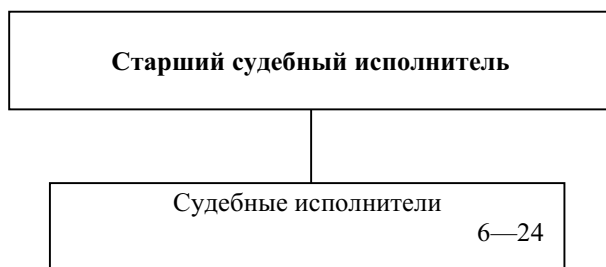 Старший судебный исполнитель
Судебные исполнители
6—24